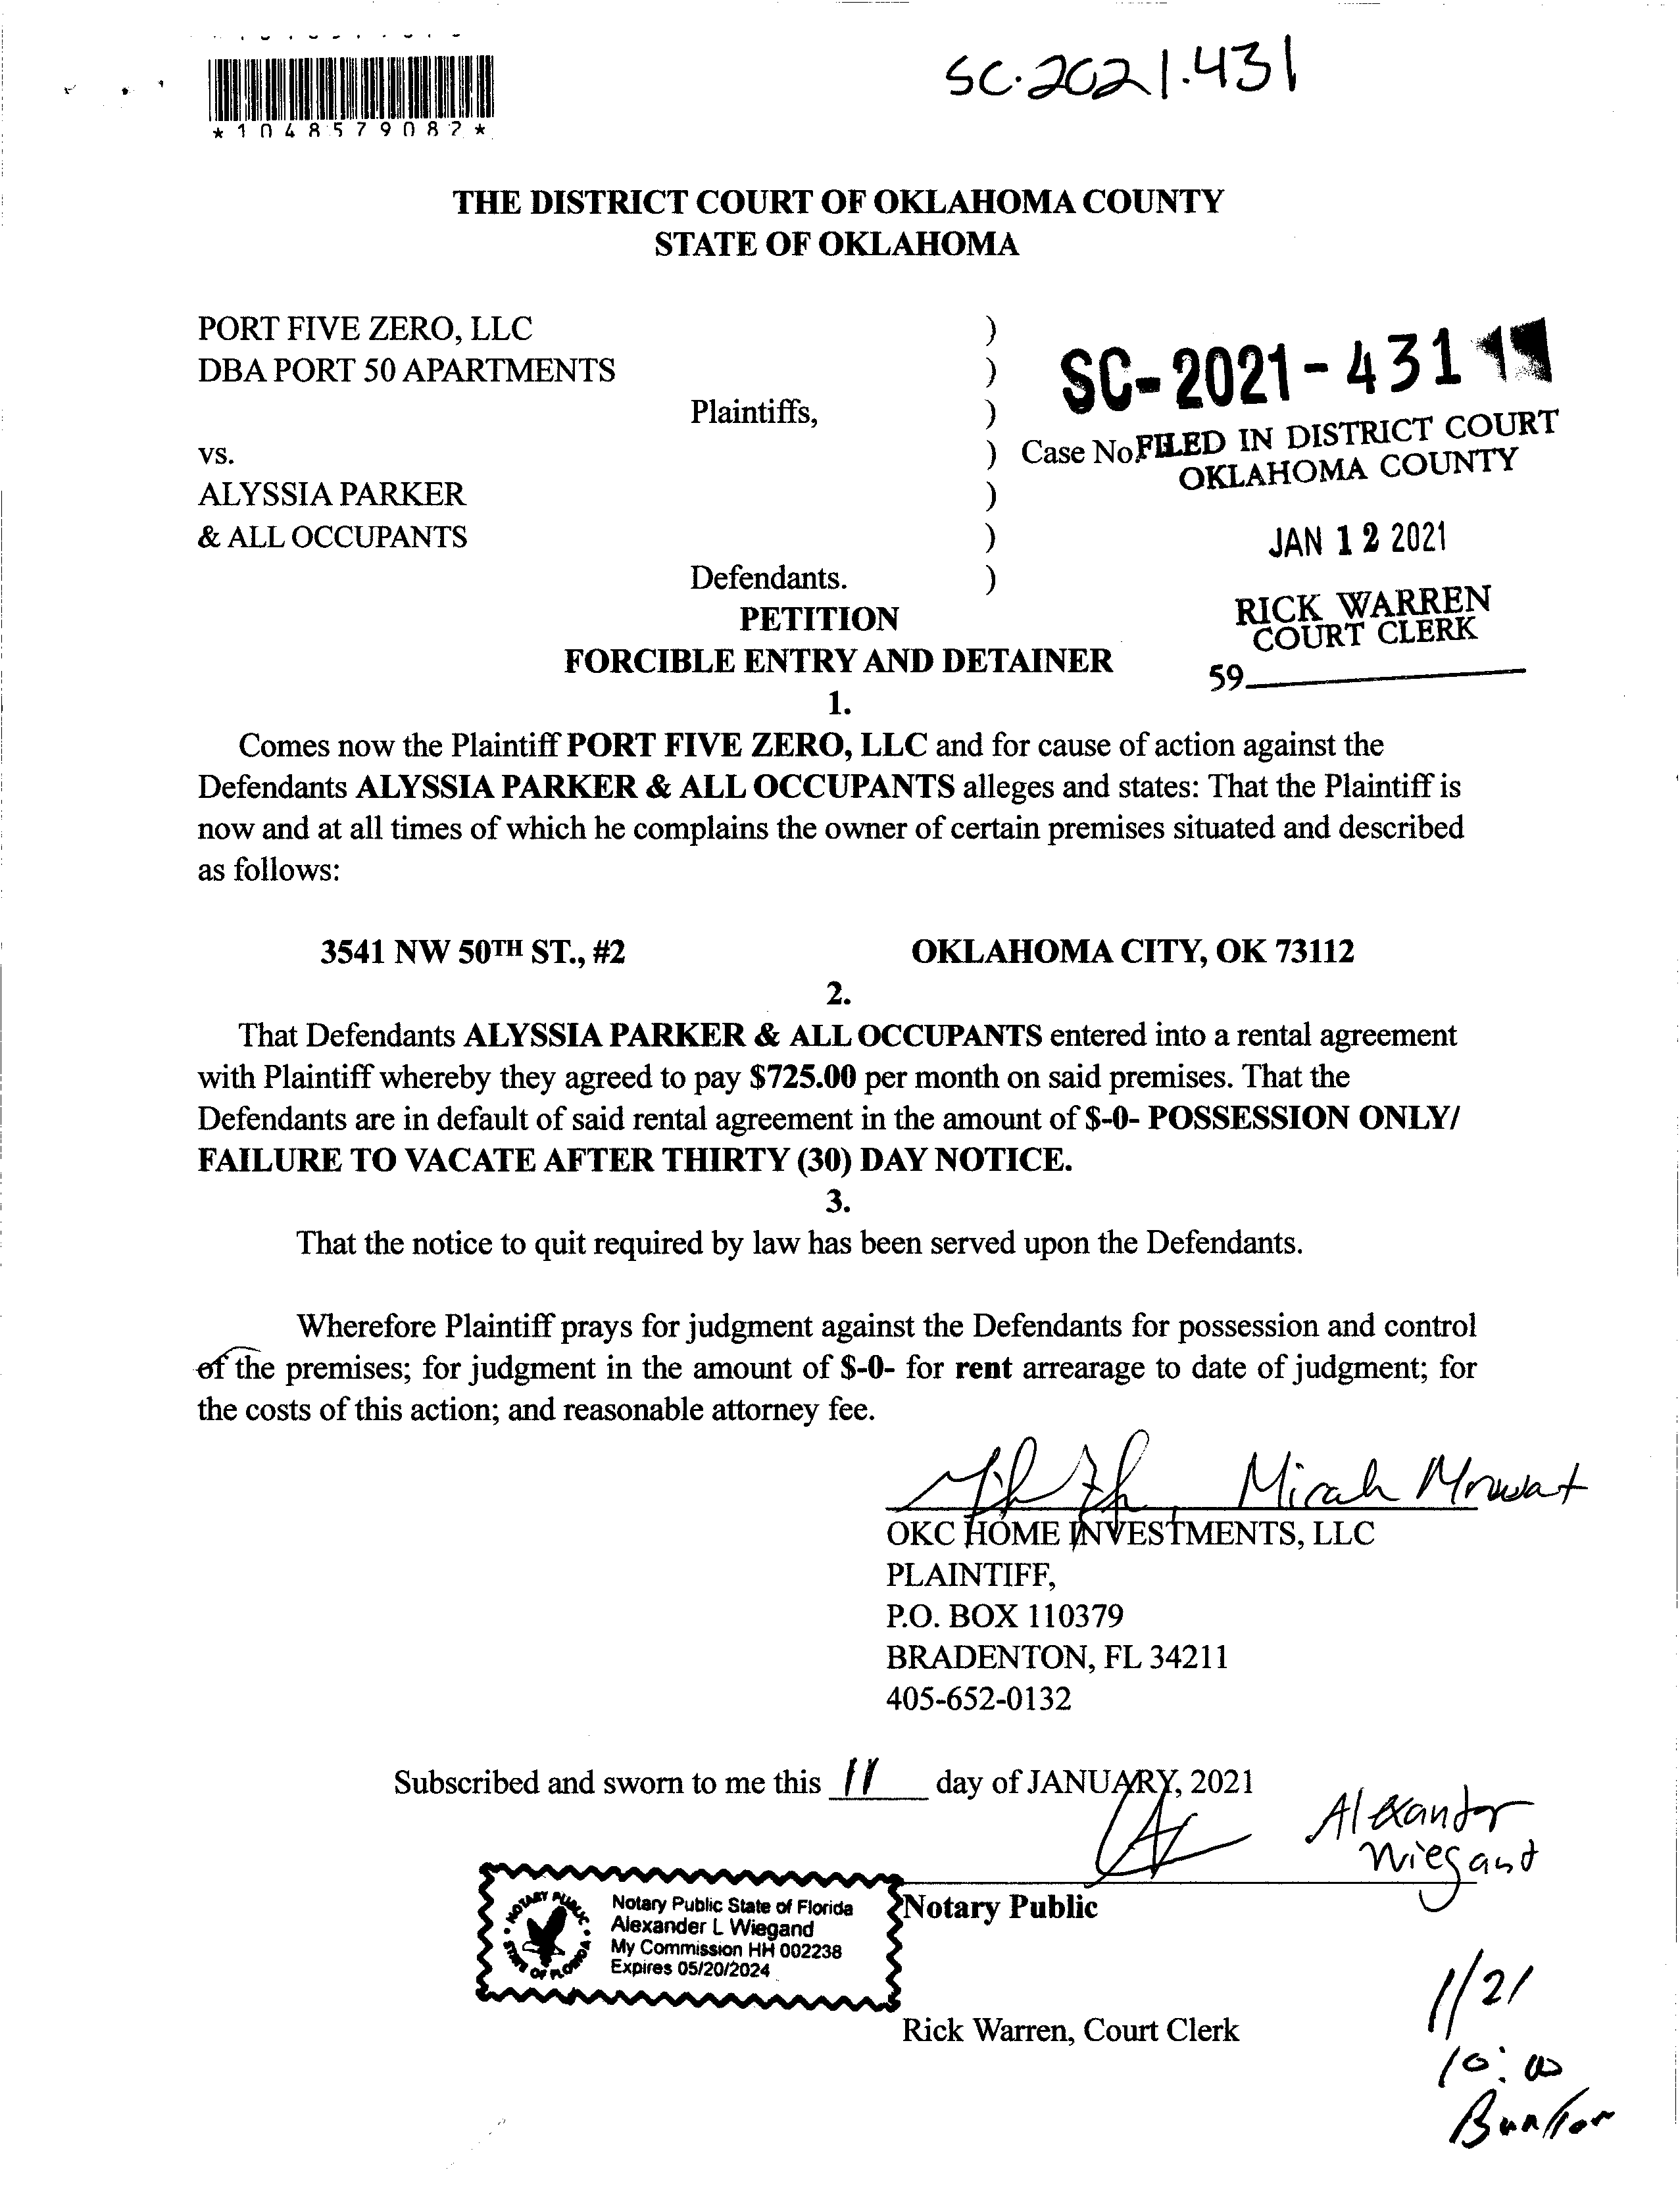 SC.2021.431
*1048579082*
THE DISTRICT COURT OF OKLAHOMA COUNTY
STATE OF OKLAHOMA
PORT FIVE ZERO, LLC )
DBA PORT 50 APARTMENTS )
Plaintiffs, )
vs. )
ALYSSIA PARKER )
& ALL OCCUPANTS )
Defendants. )
SC-2021-431
Case No.
FILED IN DISTRICT COURT
OKLAHOMA COUNTY
JAN 12 2021
RICK WARREN
COURT CLERK
59
PETITION
FORCIBLE ENTRY AND DETAINER
1.
Comes now the Plaintiff PORT FIVE ZERO, LLC and for cause of action against the
Defendants ALYSSIA PARKER & ALL OCCUPANTS alleges and states: That the Plaintiff is
now and at all times of which he complains the owner of certain premises situated and described
as follows:
3541 NW 50TH ST., #2 OKLAHOMA CITY, OK 73112
2.
That Defendants ALYSSIA PARKER & ALL OCCUPANTS entered into a rental agreement
with Plaintiff whereby they agreed to pay $725.00 per month on said premises. That the
Defendants are in default of said rental agreement in the amount of $-0- POSSESSION ONLY/
FAILURE TO VACATE AFTER THIRTY (30) DAY NOTICE.
3.
That the notice to quit required by law has been served upon the Defendants.
Wherefore Plaintiff prays for judgment against the Defendants for possession and control
of the premises; for judgment in the amount of $-0- for rent arrearage to date of judgment; for
the costs of this action; and reasonable attorney fee.
Micah Mowat
OKC HOME INVESTMENTS, LLC
PLAINTIFF,
P.O. BOX 110379
BRADENTON, FL 34211
405-652-0132
Subscribed and sworn to me this 11 day of JANUARY, 2021
Alexander
Wiegand
Notary Public
NOTARY PUBLIC
STATE OF FLORIDA
Notary Public State of Florida
Alexander L Wiegand
My Commission HH 002238
Expires 05/20/2024
Rick Warren, Court Clerk
1/21
10:00